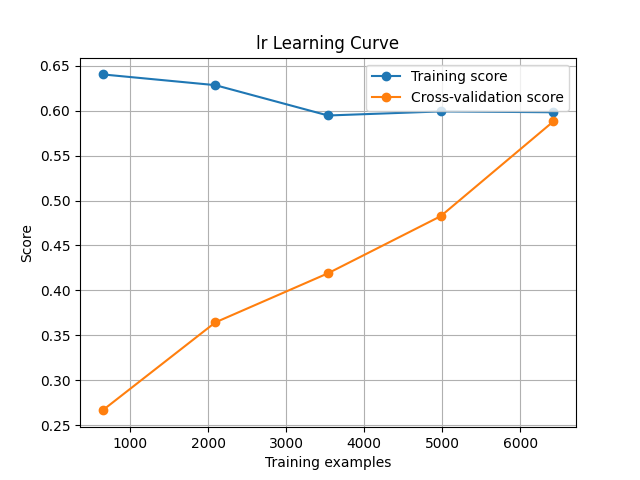 lr Learning Curve
Training score
Cross-validation score
Score
0.65
0.60
0.55
0.50
0.45
0.40
0.35
0.30
0.25
1000 2000 3000 4000 5000 6000
Training examples